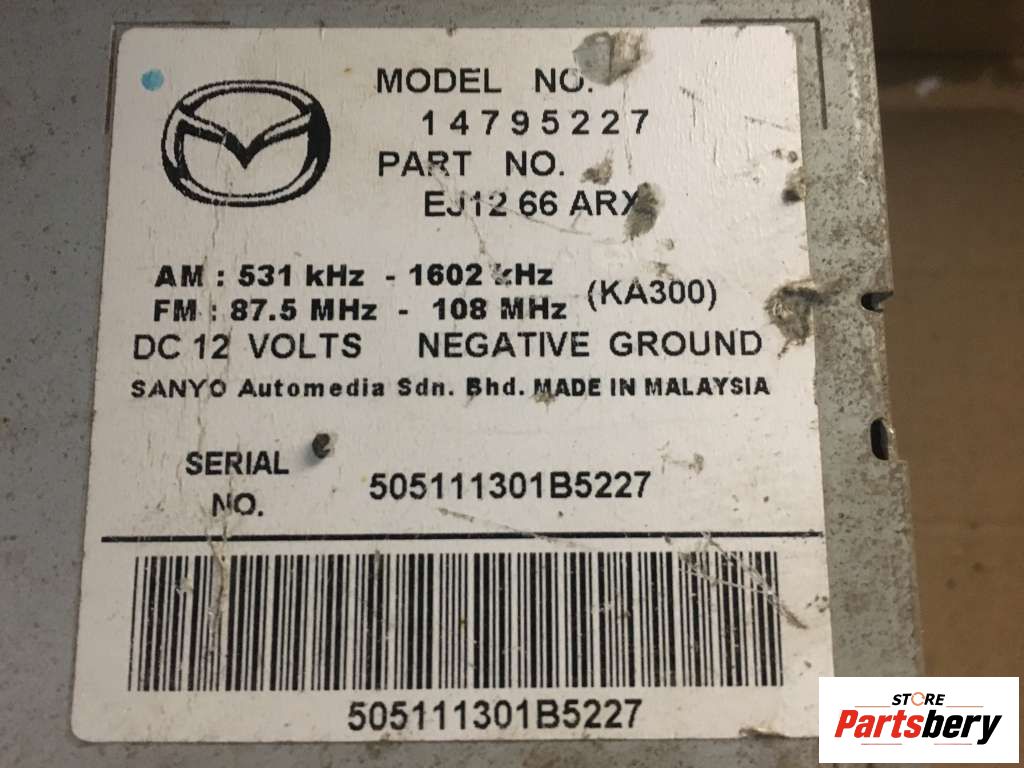 MODEL NO.
14795227
PART NO.
EJ12 66 ARX
AM : 531 kHz - 1602 kHz
FM : 87.5 MHz - 108 MHz (KA300)
DC 12 VOLTS NEGATIVE GROUND
SANYO Automedia Sdn. Bhd. MADE IN MALAYSIA
SERIAL
NO. 505111301B5227
505111301B5227
STORE
Partsbery